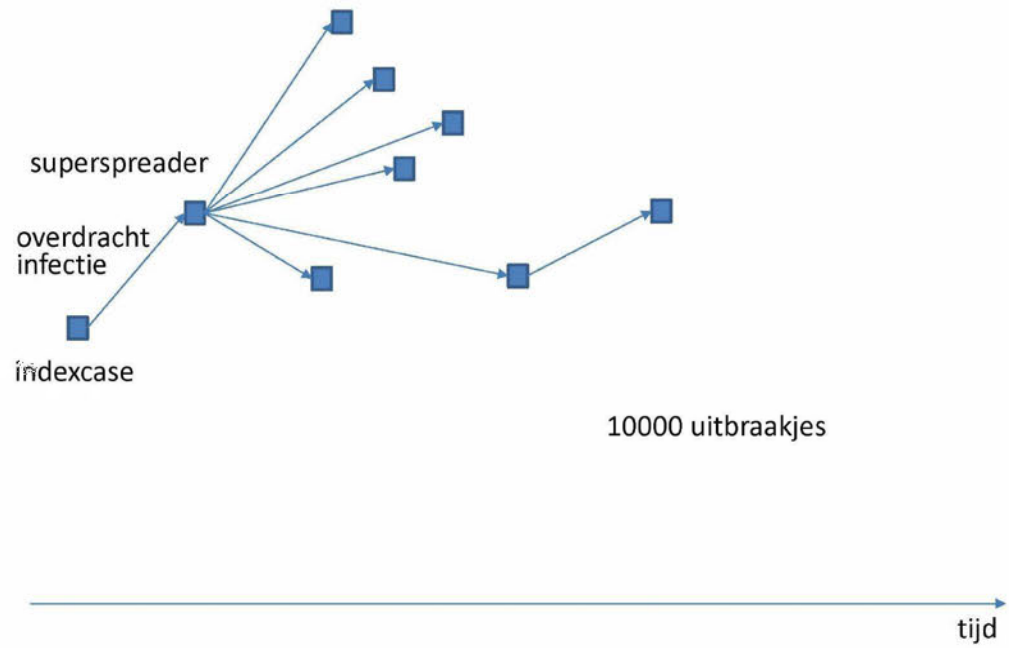 superspreader
overdracht
infectie
indexcase
10000 uitbraakjes
tijd